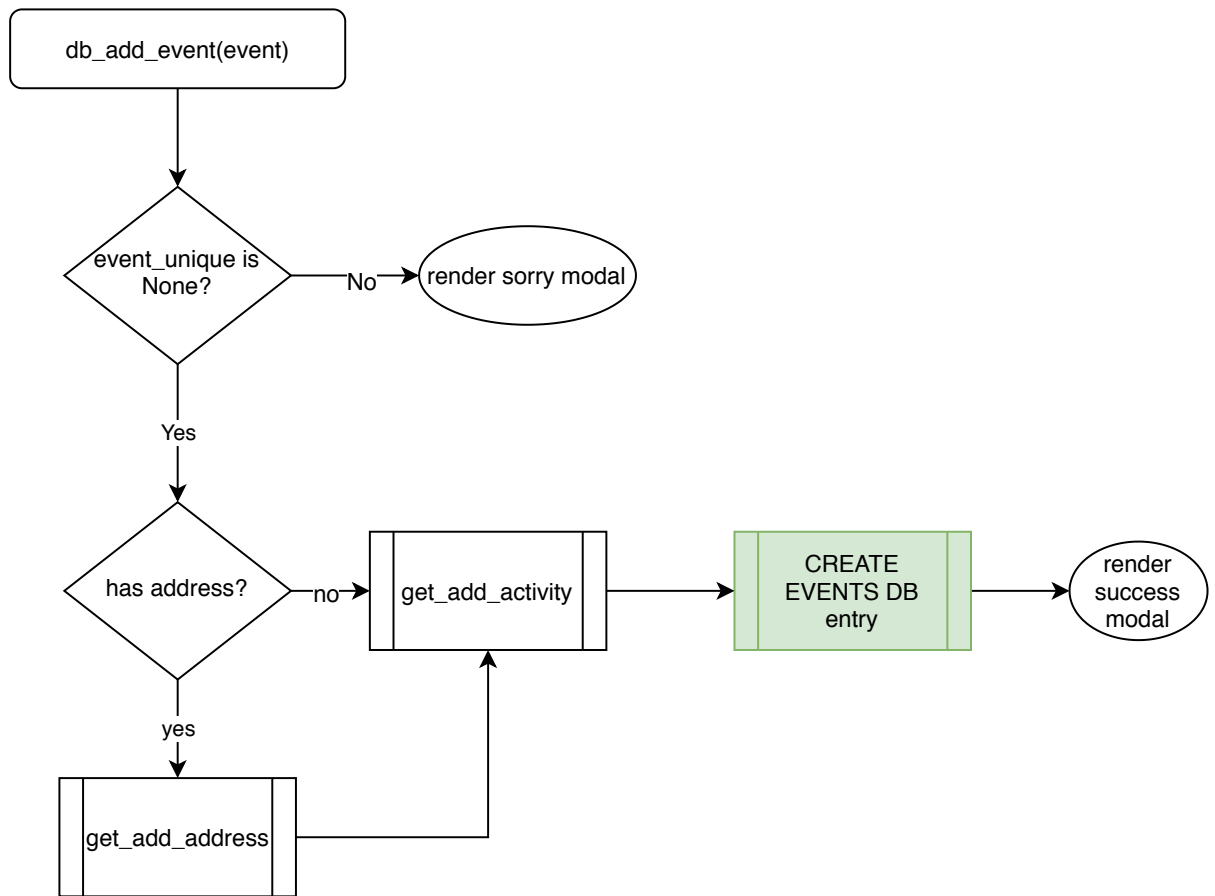 db_add_event(event)
event_unique is
None?
No
render sorry modal
Yes
has address?
no
get_add_activity
CREATE
EVENTS DB
entry
render
success
modal
yes
get_add_address